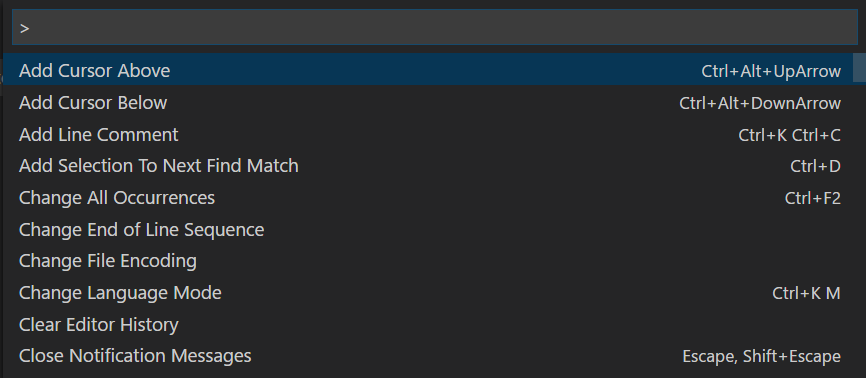 >
Add Cursor Above Ctrl+Alt+UpArrow
Add Cursor Below Ctrl+Alt+DownArrow
Add Line Comment Ctrl+K Ctrl+C
Add Selection To Next Find Match Ctrl+D
Change All Occurrences Ctrl+F2
Change End of Line Sequence
Change File Encoding
Change Language Mode Ctrl+K M
Clear Editor History
Close Notification Messages Escape, Shift+Escape